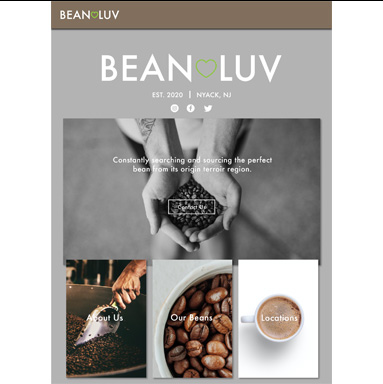 BEAN LUV
BEAN LUV
EST. 2020 | NYACK, NJ
Constantly searching and sourcing the perfect
bean from its origin terroir region.
Contact Us
About Us
Our Beans
Locations